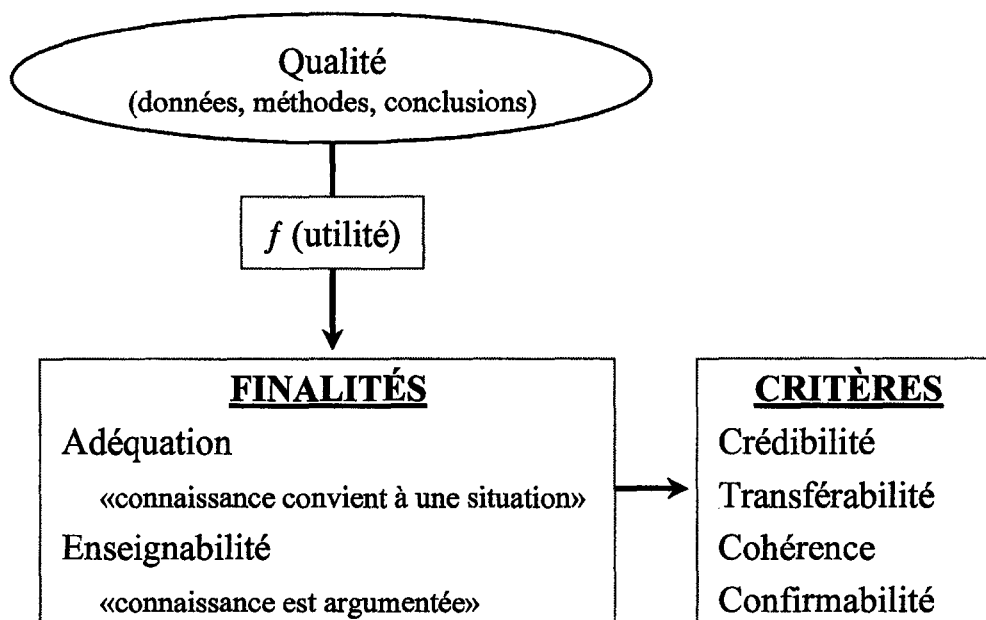 Qualité
(données, méthodes, conclusions)
f (utilité)
FINALITÉS
Adéquation
«connaissance convient à une situation»
Enseignabilité
«connaissance est argumentée»
CRITÈRES
Crédibilité
Transférabilité
Cohérence
Confirmabilité